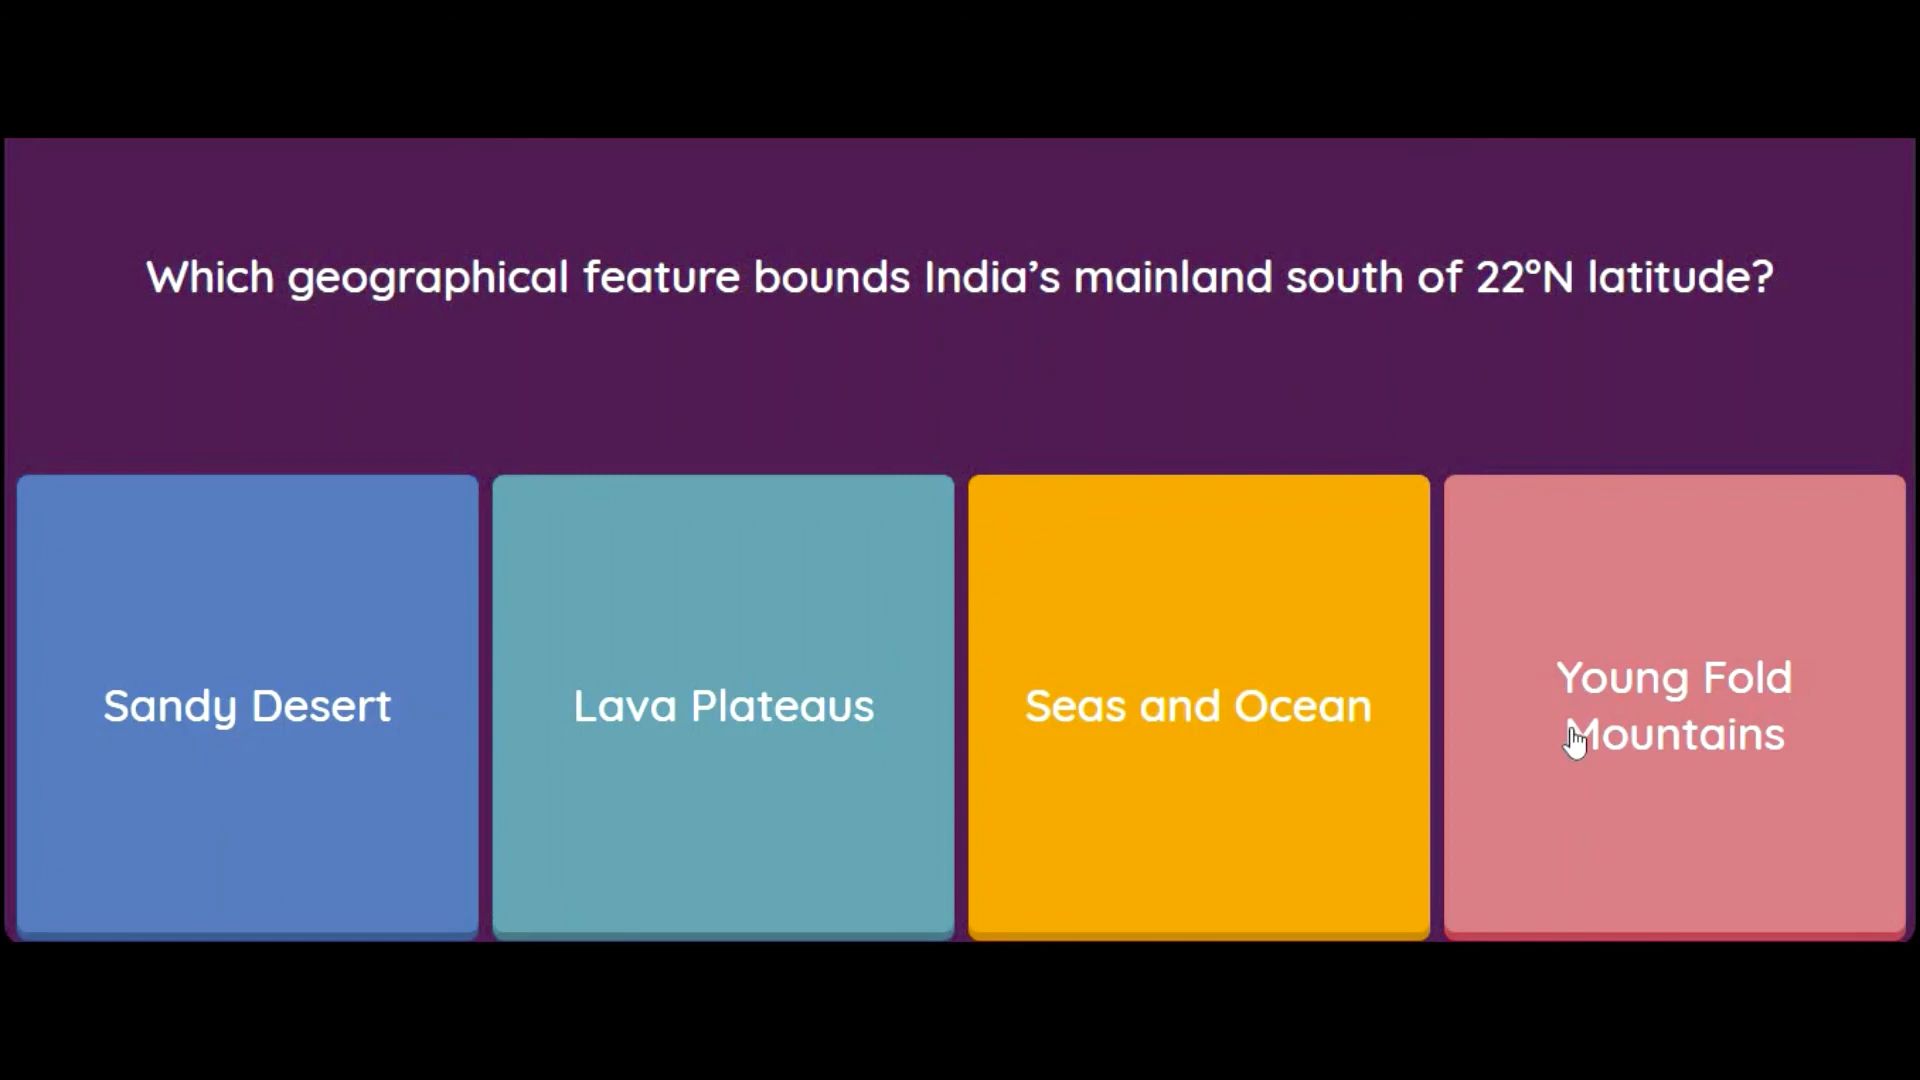 Which geographical feature bounds India’s mainland south of 22°N latitude?
Sandy Desert
Lava Plateaus
Seas and Ocean
Young Fold
Mountains